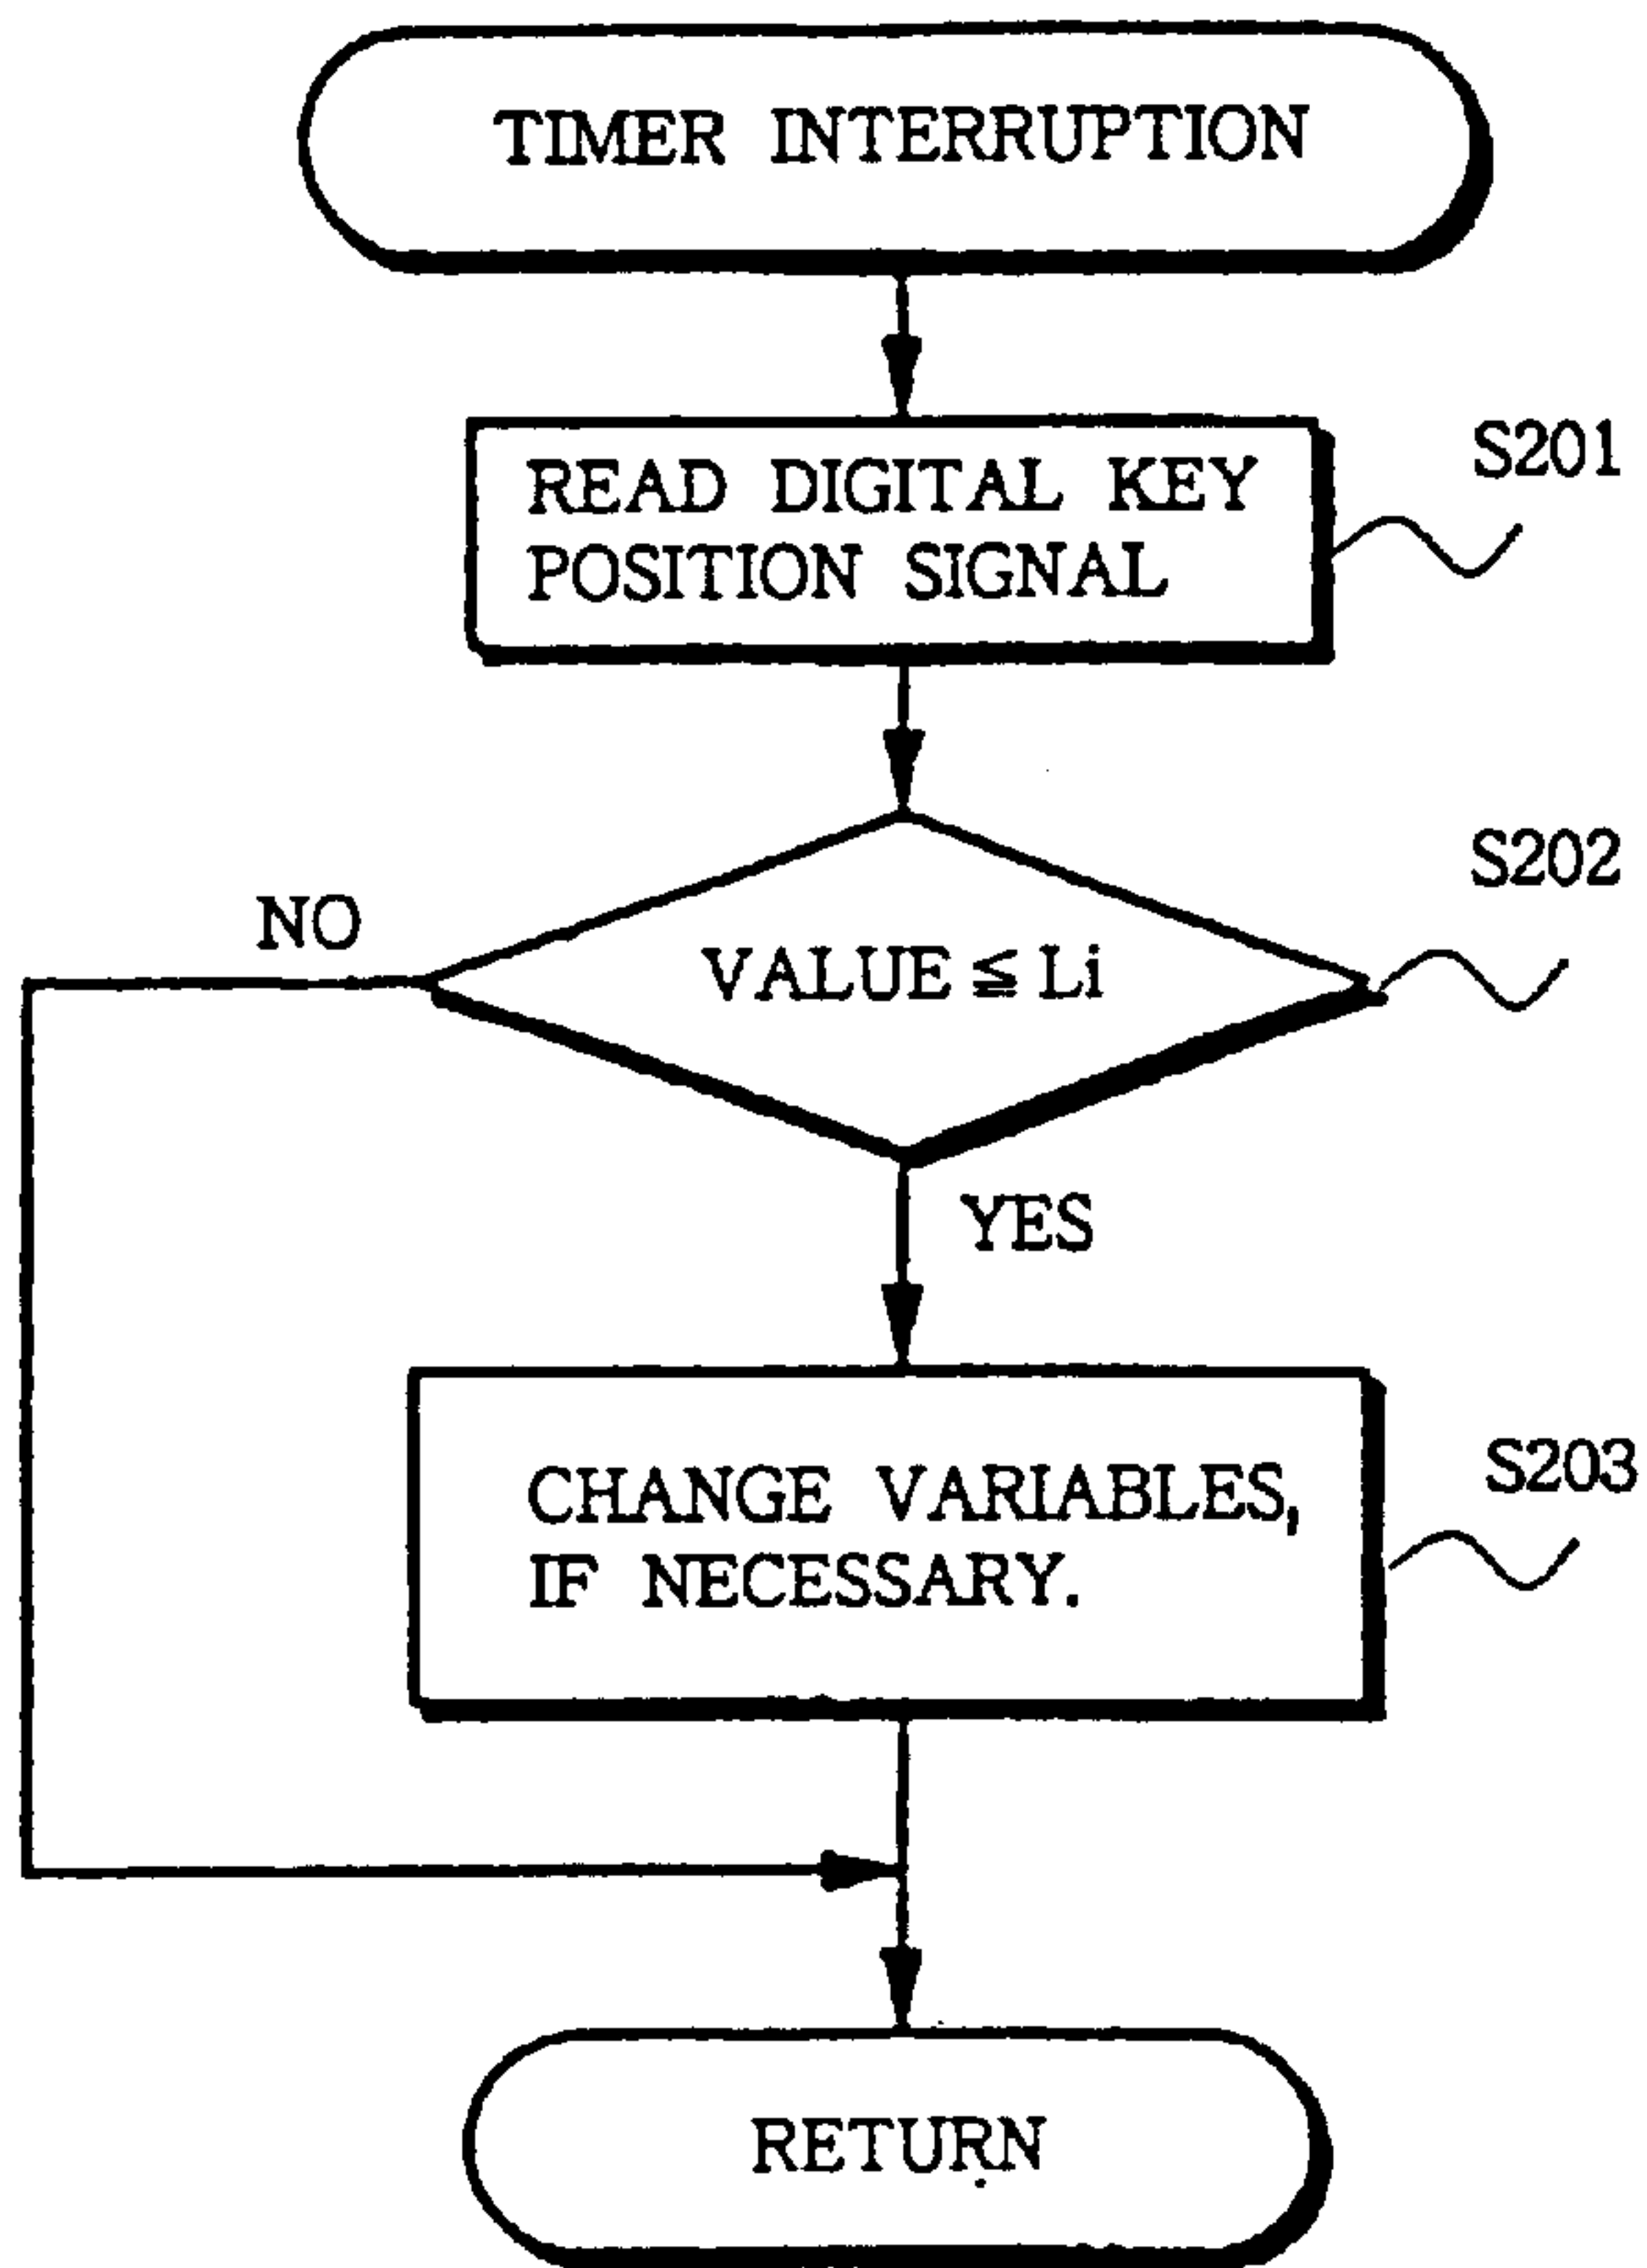 TIMER INTERRUPTION
READ DIGITAL KEY
POSITION SIGNAL
S201
S202
NO
VALUE ≦ Li
YES
CHANGE VARIABLES,
IF NECESSARY.
S203
RETURN